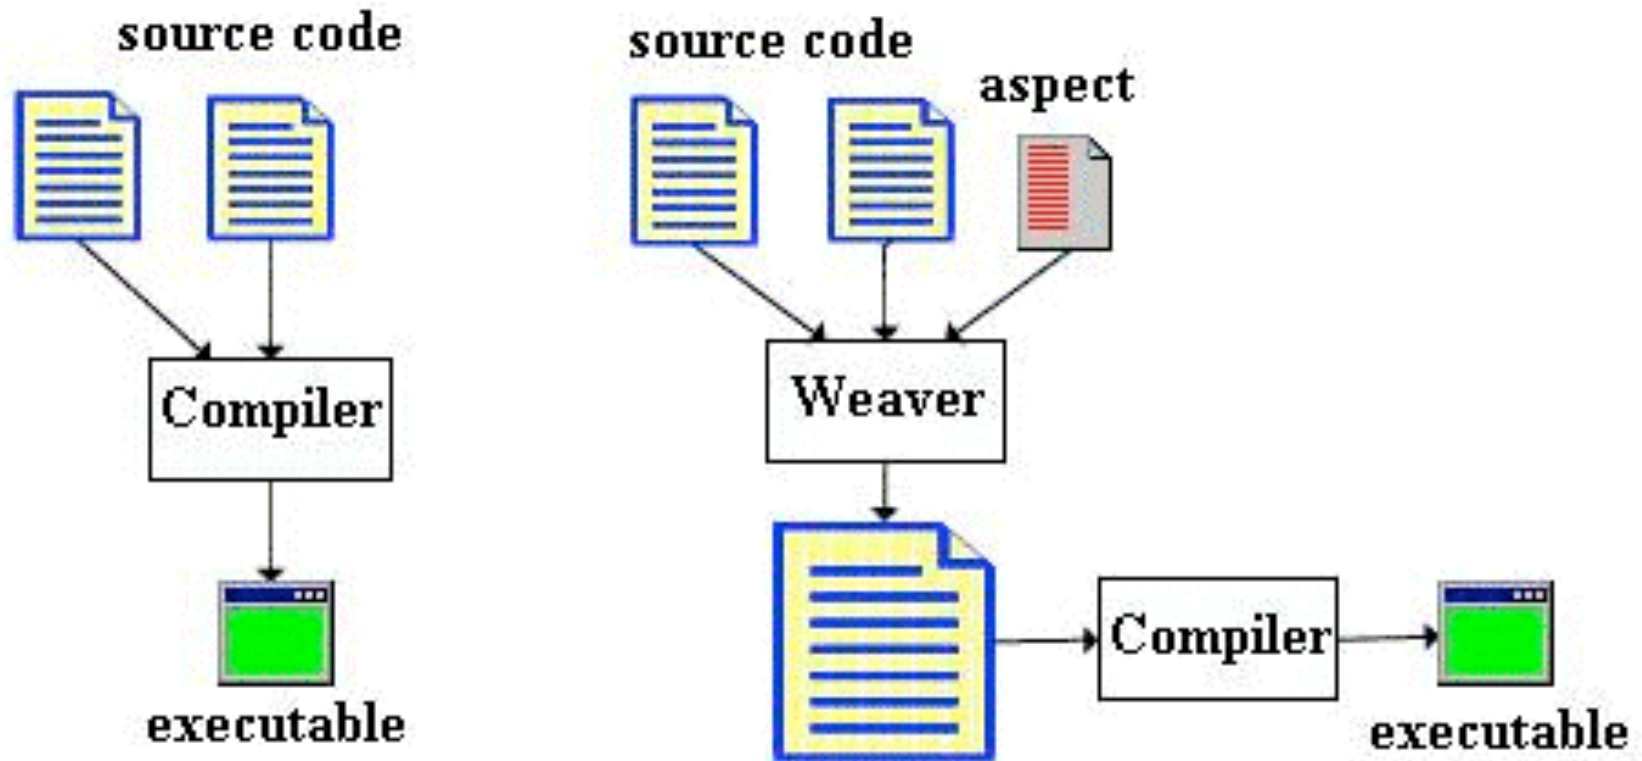 source code
Compiler
executable
source code
aspect
Weaver
Compiler
executable